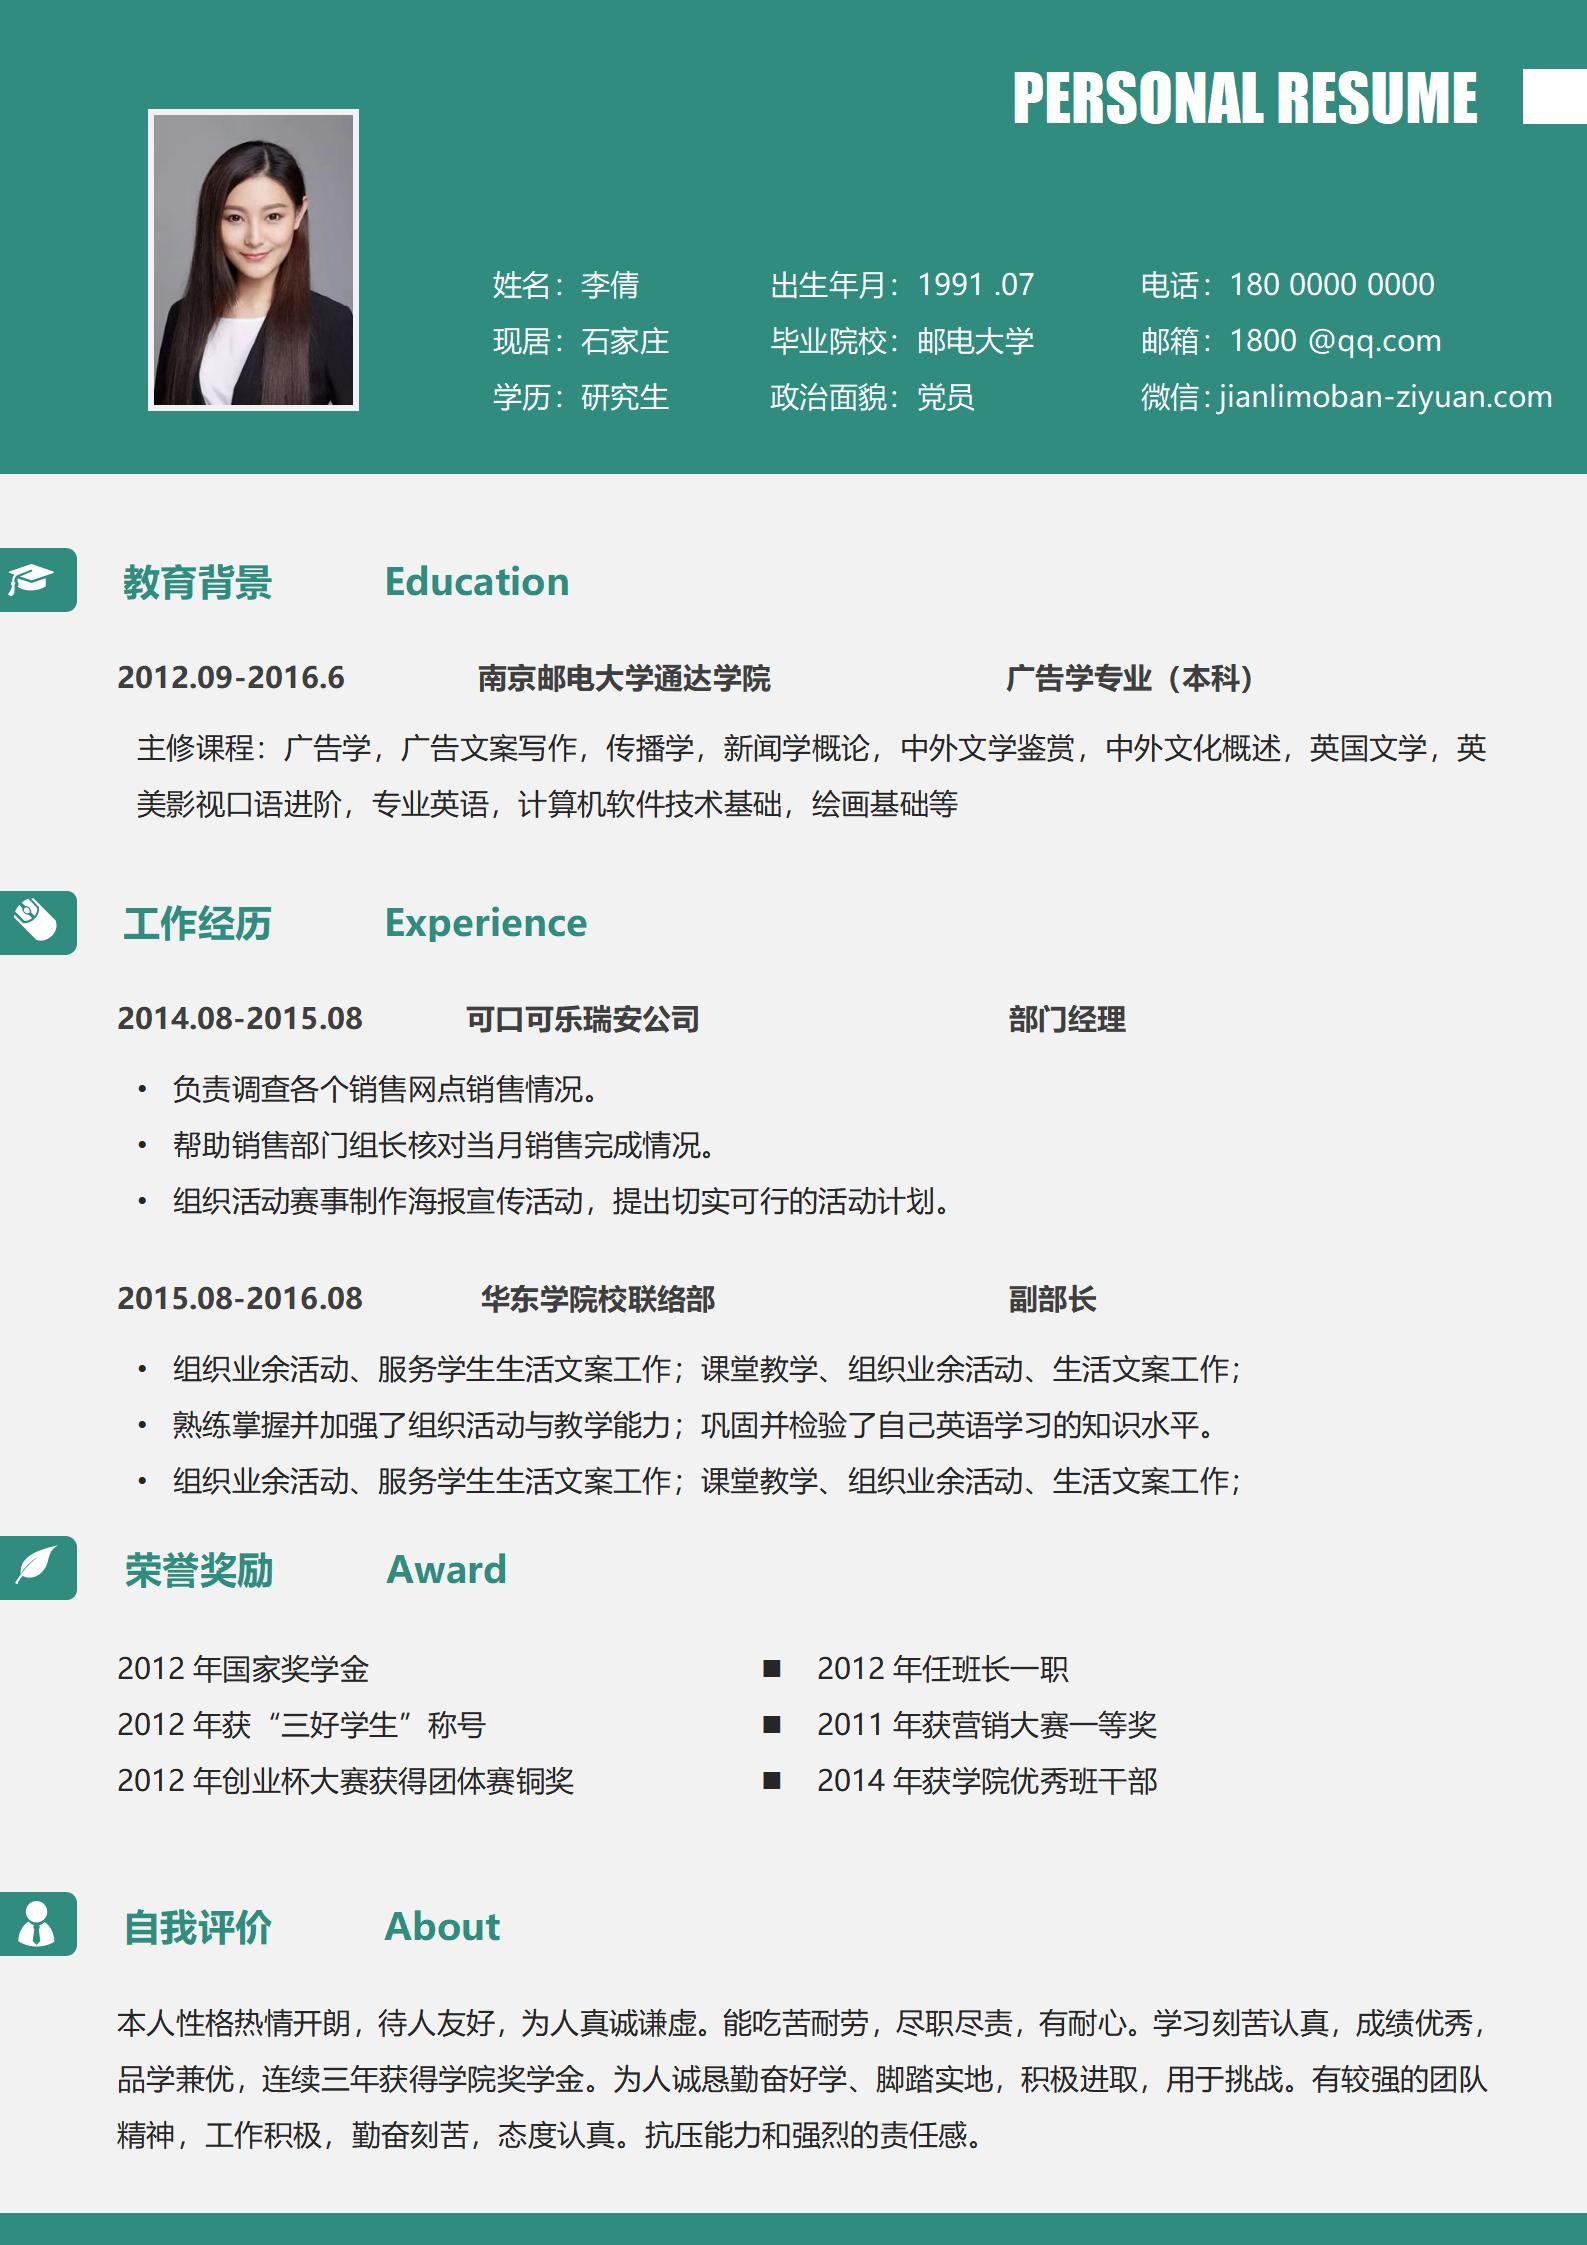 PERSONAL RESUME
姓名：李倩 出生年月：1991 .07 电话：180 0000 0000
现居：石家庄 毕业院校：邮电大学 邮箱：1800 @qq.com
学历：研究生 政治面貌：党员 微信：jianlimoban-ziyuan.com
教育背景 Education
2012.09-2016.6 南京邮电大学通达学院 广告学专业（本科）
主修课程：广告学，广告文案写作，传播学，新闻学概论，中外文学鉴赏，中外文化概述，英国文学，英
美影视口语进阶，专业英语，计算机软件技术基础，绘画基础等
工作经历 Experience
2014.08-2015.08 可口可乐瑞安公司 部门经理
• 负责调查各个销售网点销售情况。
• 帮助销售部门组长核对当月销售完成情况。
• 组织活动赛事制作海报宣传活动，提出切实可行的活动计划。
2015.08-2016.08 华东学院校联络部 副部长
• 组织业余活动、服务学生生活文案工作；课堂教学、组织业余活动、生活文案工作；
• 熟练掌握并加强了组织活动与教学能力；巩固并检验了自己英语学习的知识水平。
• 组织业余活动、服务学生生活文案工作；课堂教学、组织业余活动、生活文案工作；
荣誉奖励 Award
2012 年国家奖学金 ■ 2012 年任班长一职
2012 年获“三好学生”称号 ■ 2011 年获营销大赛一等奖
2012 年创业杯大赛获得团体赛铜奖 ■ 2014 年获学院优秀班干部
自我评价 About
本人性格热情开朗，待人友好，为人真诚谦虚。能吃苦耐劳，尽职尽责，有耐心。学习刻苦认真，成绩优秀，
品学兼优，连续三年获得学院奖学金。为人诚恳勤奋好学、脚踏实地，积极进取，用于挑战。有较强的团队
精神，工作积极，勤奋刻苦，态度认真。抗压能力和强烈的责任感。